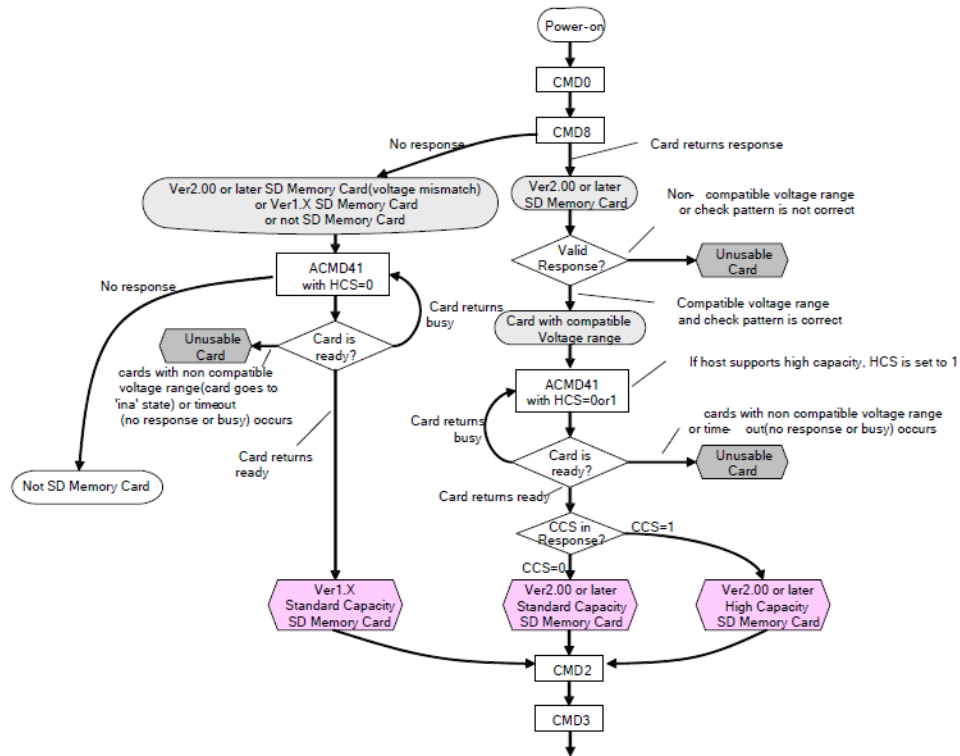 Power-on
CMD0
CMD8
No response
Card returns response
Ver2.00 or later SD Memory Card(voltage mismatch)
or Ver1.X SD Memory Card
or not SD Memory Card
Ver2.00 or later
SD Memory Card
Non- compatible voltage range
or check pattern is not correct
Valid
Response?
Unusable
Card
ACMD41
with HCS=0
No response
Card returns
busy
Compatible voltage range
and check pattern is correct
Card with compatible
Voltage range
Unusable
Card
Card is
ready?
cards with non compatible
voltage range(card goes to
'ina' state) or timeout
(no response or busy) occurs
If host supports high capacity, HCS is set to 1
ACMD41
with HCS=0or1
Card returns
busy
cards with non compatible voltage range
or time- out(no response or busy) occurs
Card is
ready?
Unusable
Card
Card returns
ready
Not SD Memory Card
Card returns ready
CCS in
Response?
CCS=1
CCS=0
Ver1.X
Standard Capacity
SD Memory Card
Ver2.00 or later
Standard Capacity
SD Memory Card
Ver2.00 or later
High Capacity
SD Memory Card
CMD2
CMD3